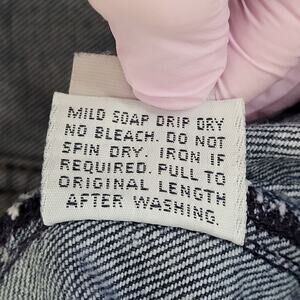 MILD SOAP DRIP DRY
NO BLEACH. DO NOT
SPIN DRY. IRON IF
REQUIRED. PULL TO
ORIGINAL LENGTH
AFTER WASHING.